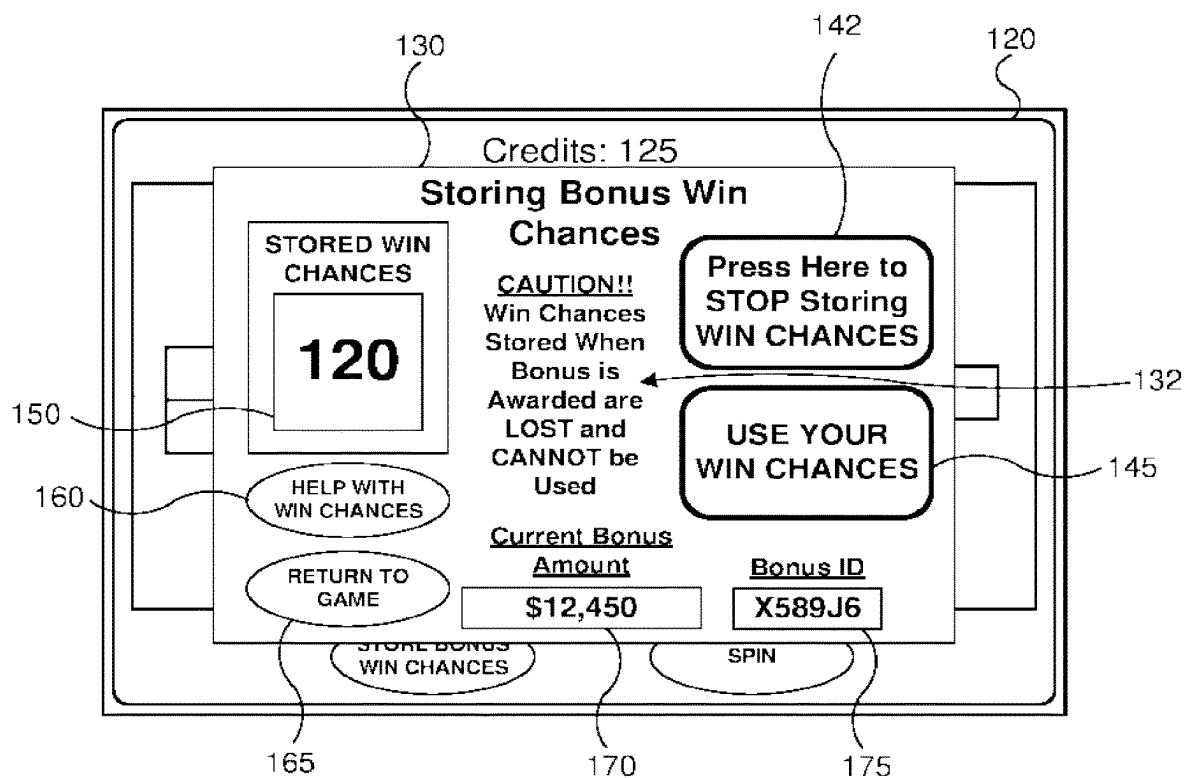 142
120
130
Credits: 125
Storing Bonus Win
Chances
STORED WIN
CHANCES
120
CAUTION!!
Win Chances
Stored When
Bonus is
Awarded are
LOST and
CANNOT be
Used
Press Here to
STOP Storing
WIN CHANCES
132
150
USE YOUR
WIN CHANCES
145
160
HELP WITH
WIN CHANCES
RETURN TO
GAME
Current Bonus
Amount
$12,450
Bonus ID
X589J6
STORE BONUS
WIN CHANCES
SPIN
165
170
175